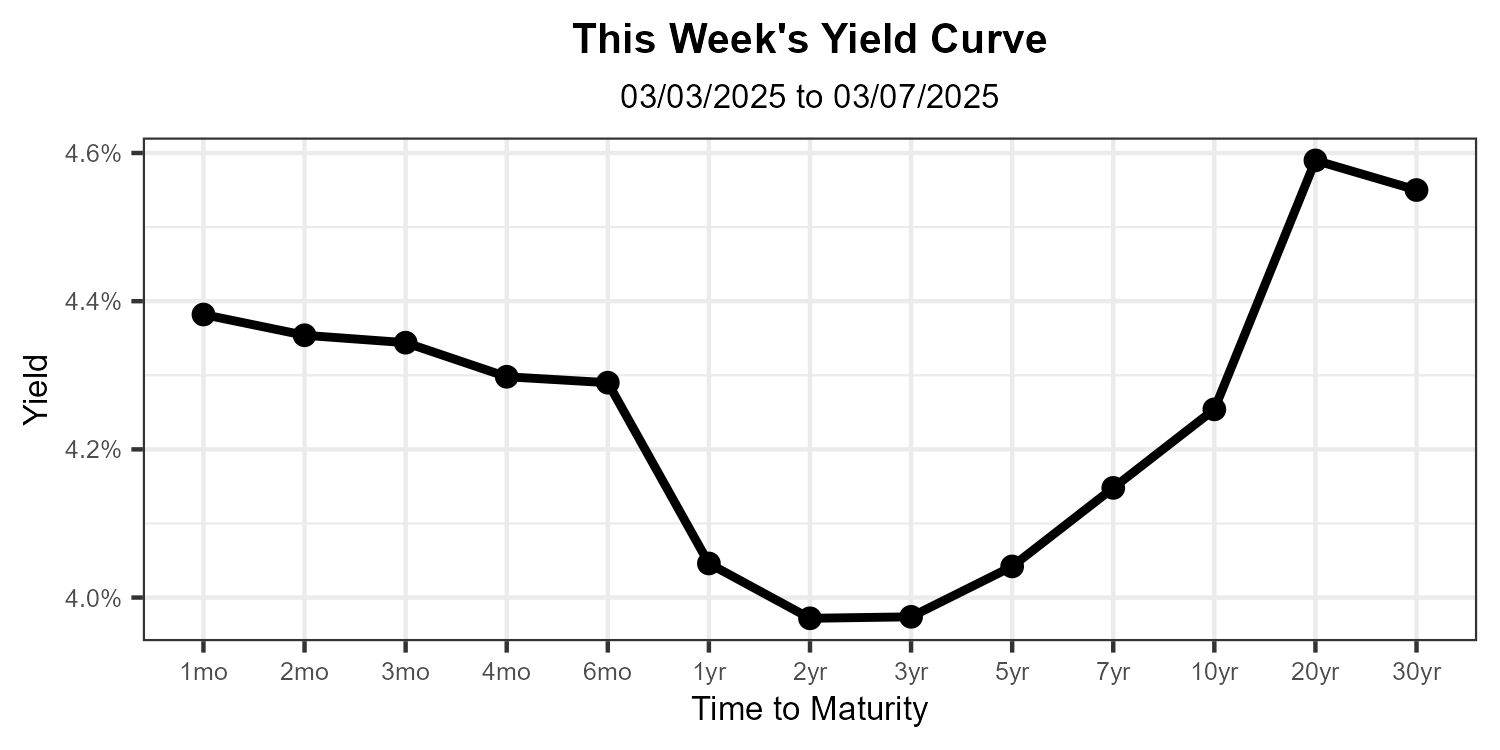 This Week's Yield Curve
03/03/2025 to 03/07/2025
4.6%
4.4%
4.2%
4.0%
Yield
1mo 2mo 3mo 4mo 6mo 1yr 2yr 3yr 5yr 7yr 10yr 20yr 30yr
Time to Maturity